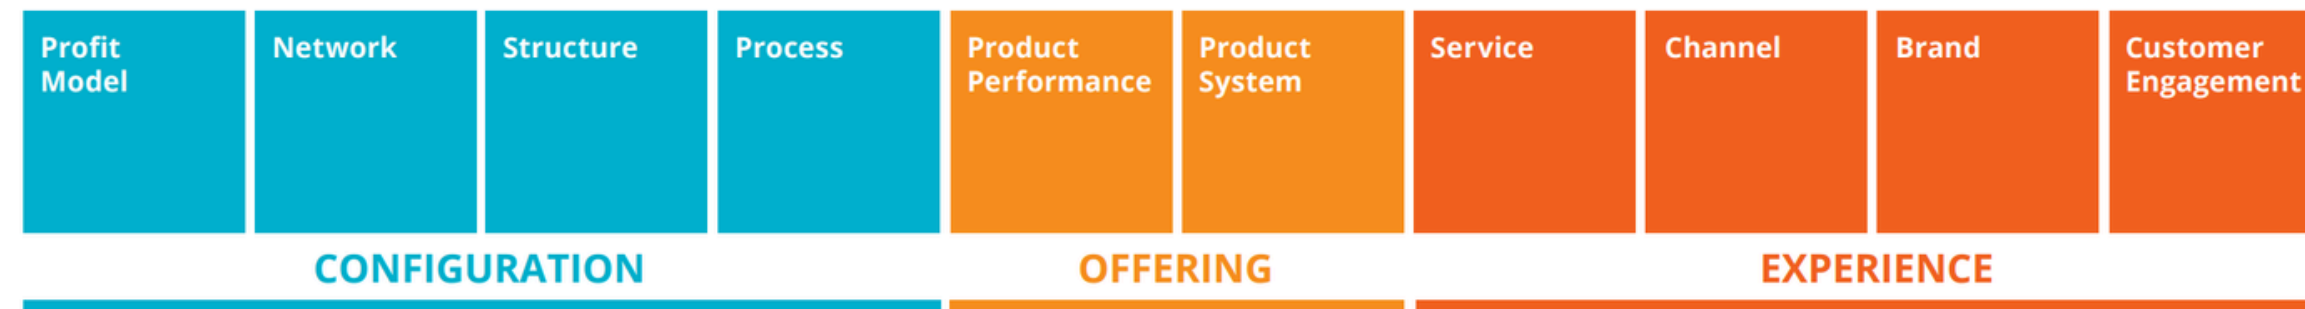 Profit
Model
Network
Structure
Process
Product
Performance
Product
System
Service
Channel
Brand
Customer
Engagement
CONFIGURATION
OFFERING
EXPERIENCE